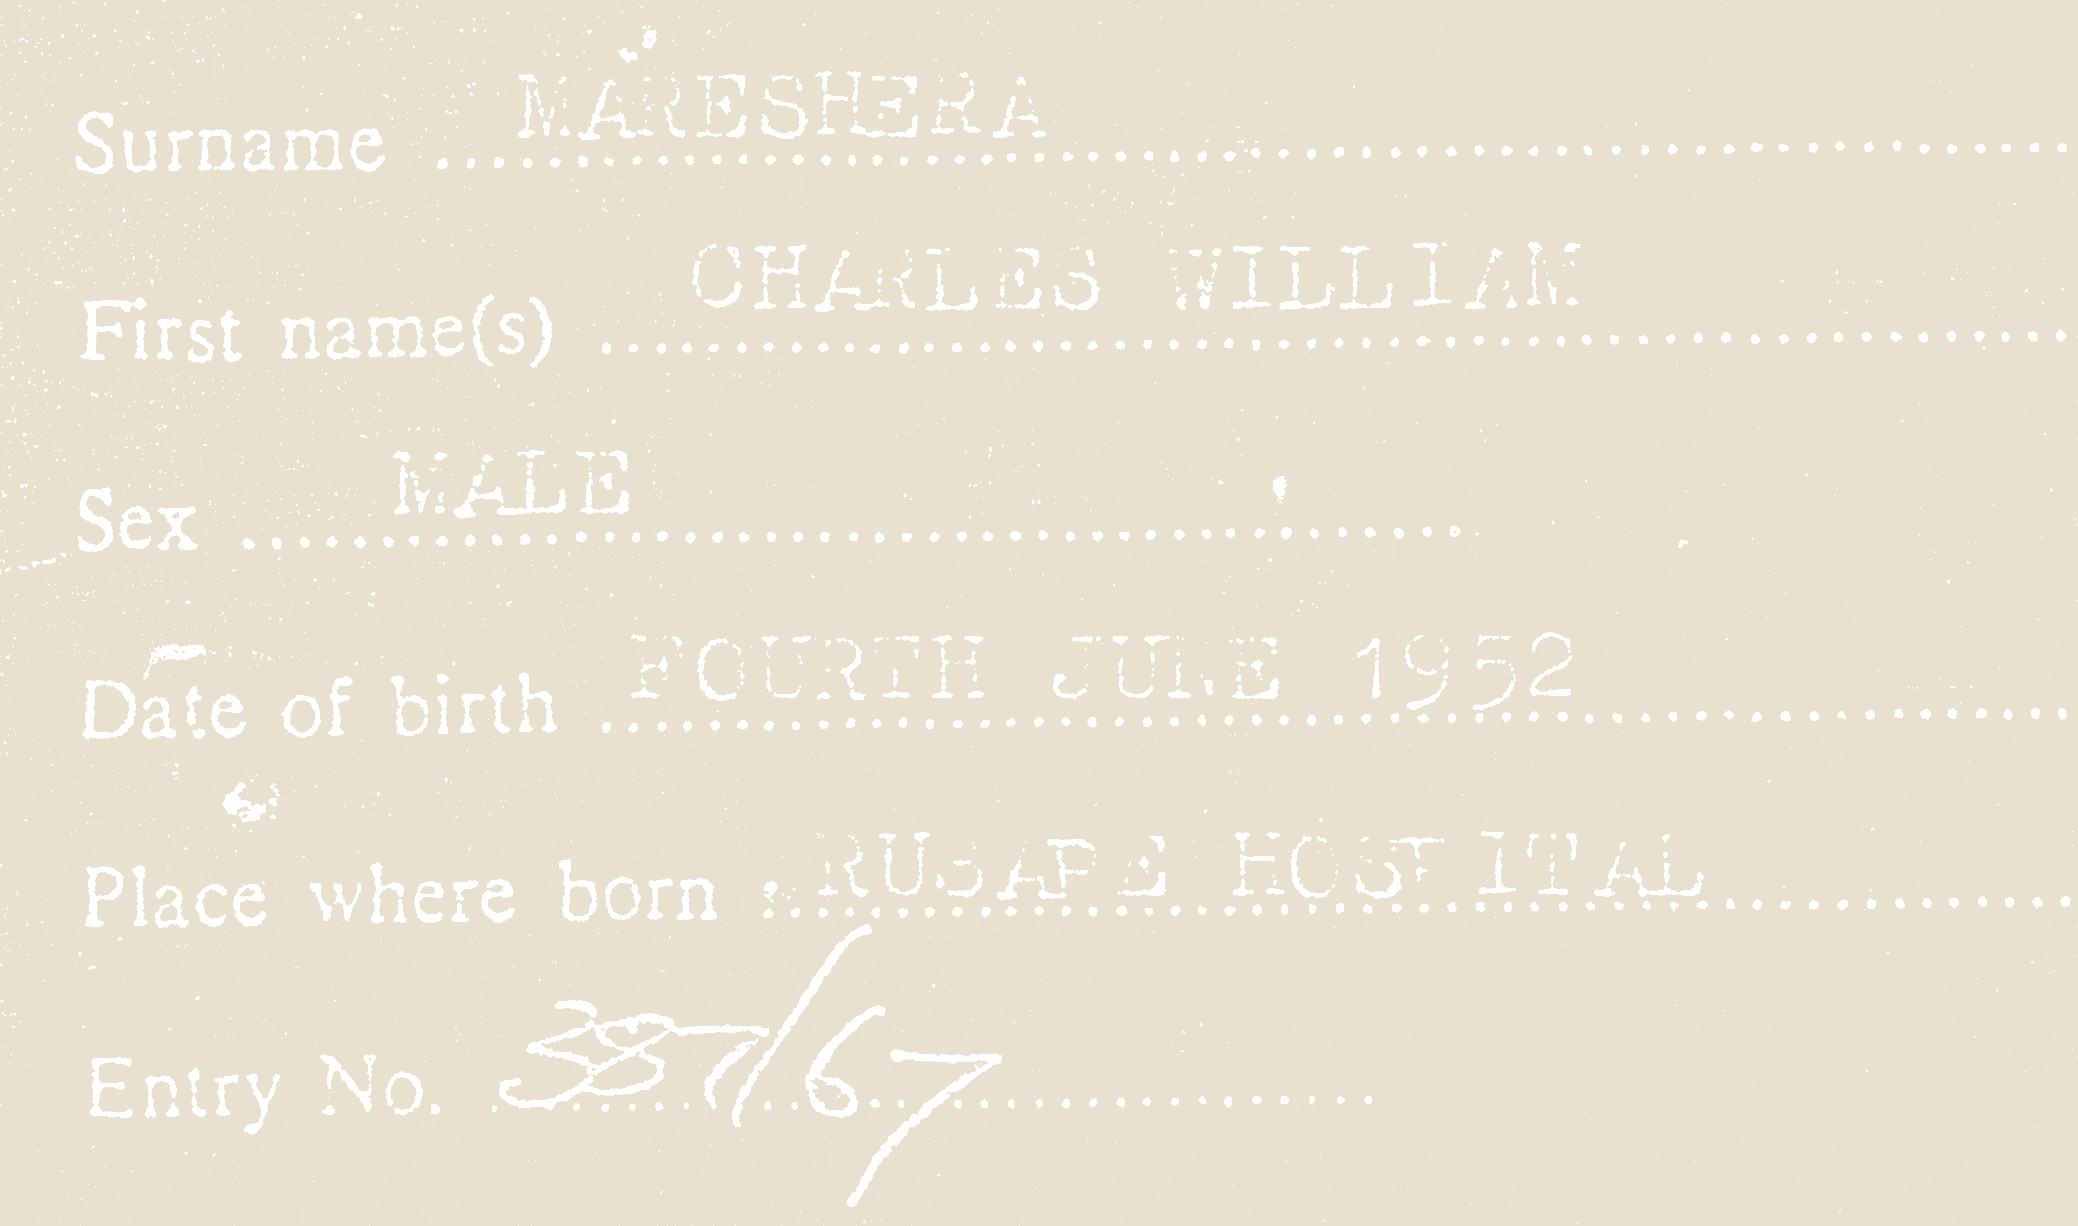 Surname MARESHERA
First name(s) CHARLES WILLIAM
Sex MALE
Date of birth FOURTH JUNE 1952
Place where born RUSAPE HOSPITAL
Entry No. 357/67